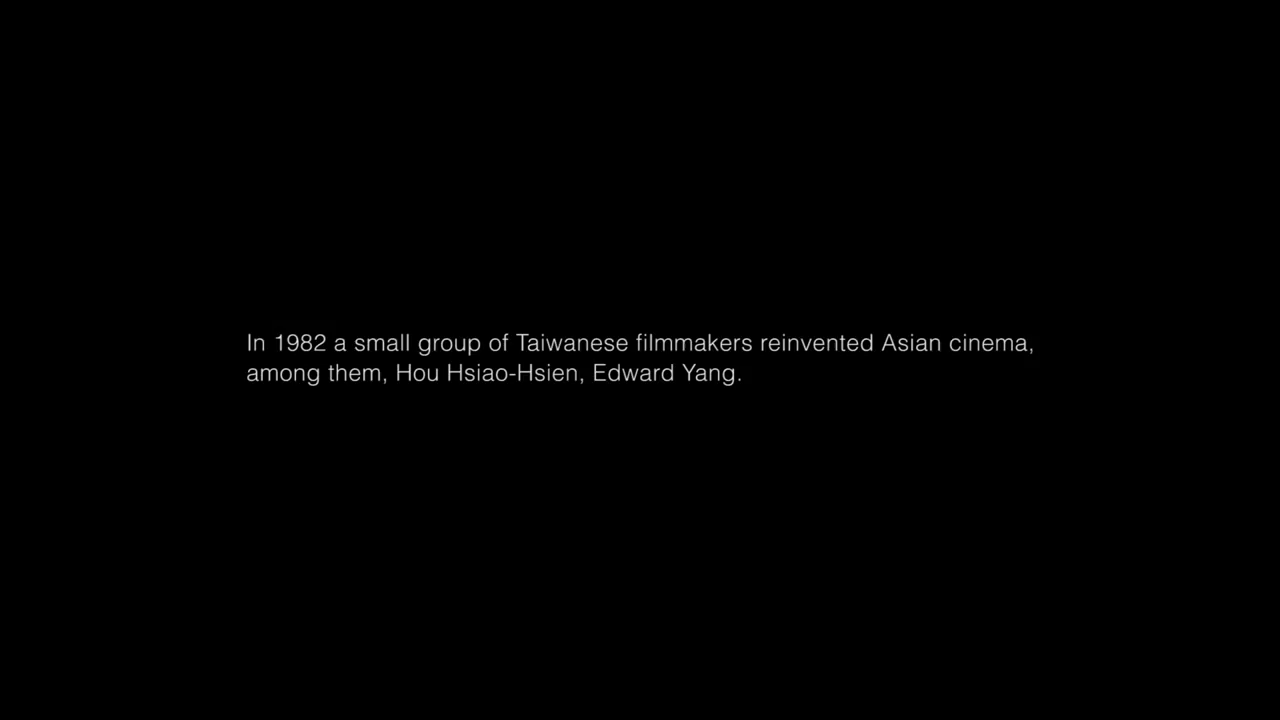 In 1982 a small group of Taiwanese filmmakers reinvented Asian cinema,
among them, Hou Hsiao-Hsien, Edward Yang.